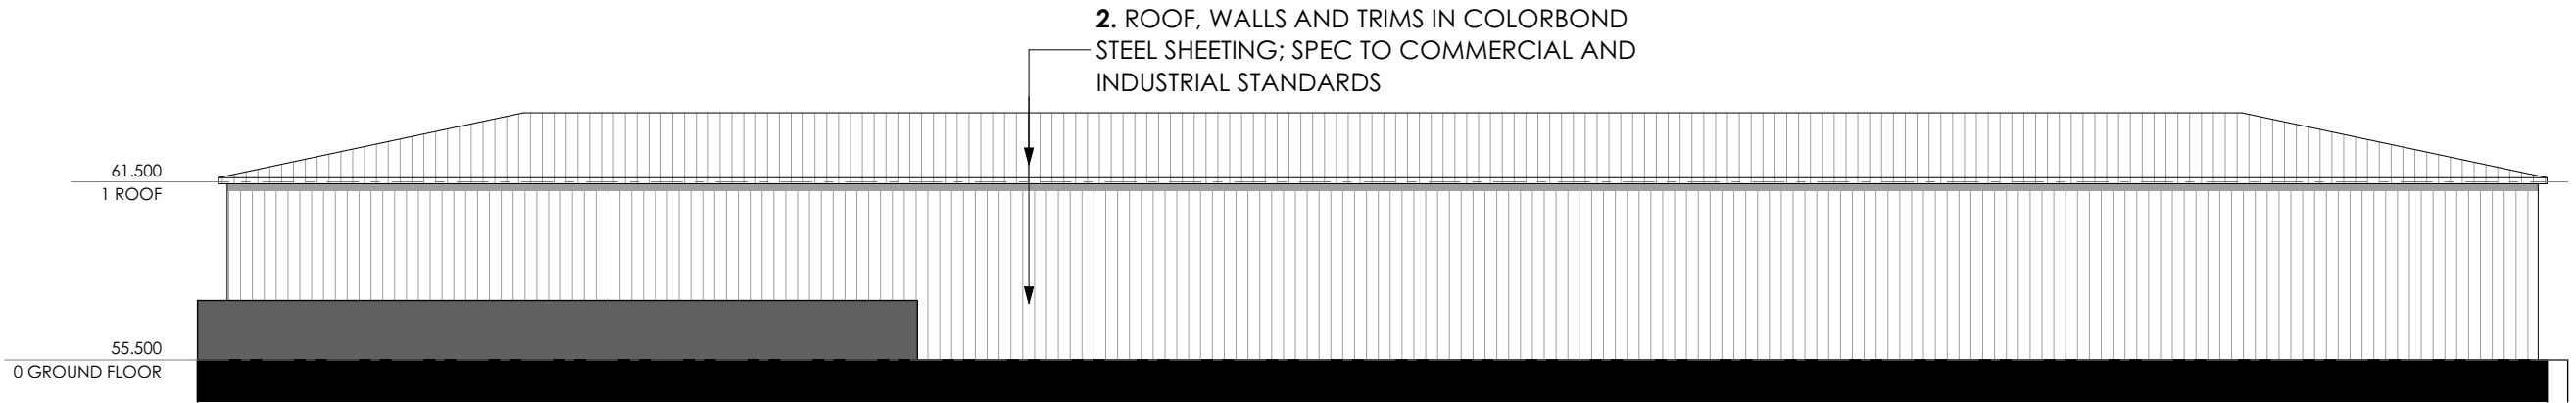 2. ROOF, WALLS AND TRIMS IN COLORBOND
STEEL SHEETING; SPEC TO COMMERCIAL AND
INDUSTRIAL STANDARDS
61.500
1 ROOF
55.500
0 GROUND FLOOR